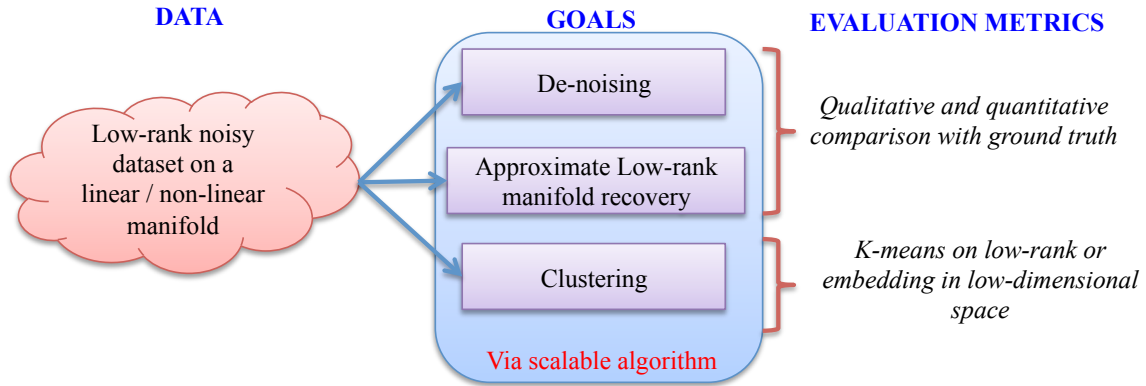 DATA
GOALS
EVALUATION METRICS
Low-rank noisy
dataset on a
linear / non-linear
manifold
De-noising
Approximate Low-rank
manifold recovery
Clustering
Via scalable algorithm
Qualitative and quantitative
comparison with ground truth
K-means on low-rank or
embedding in low-dimensional
space